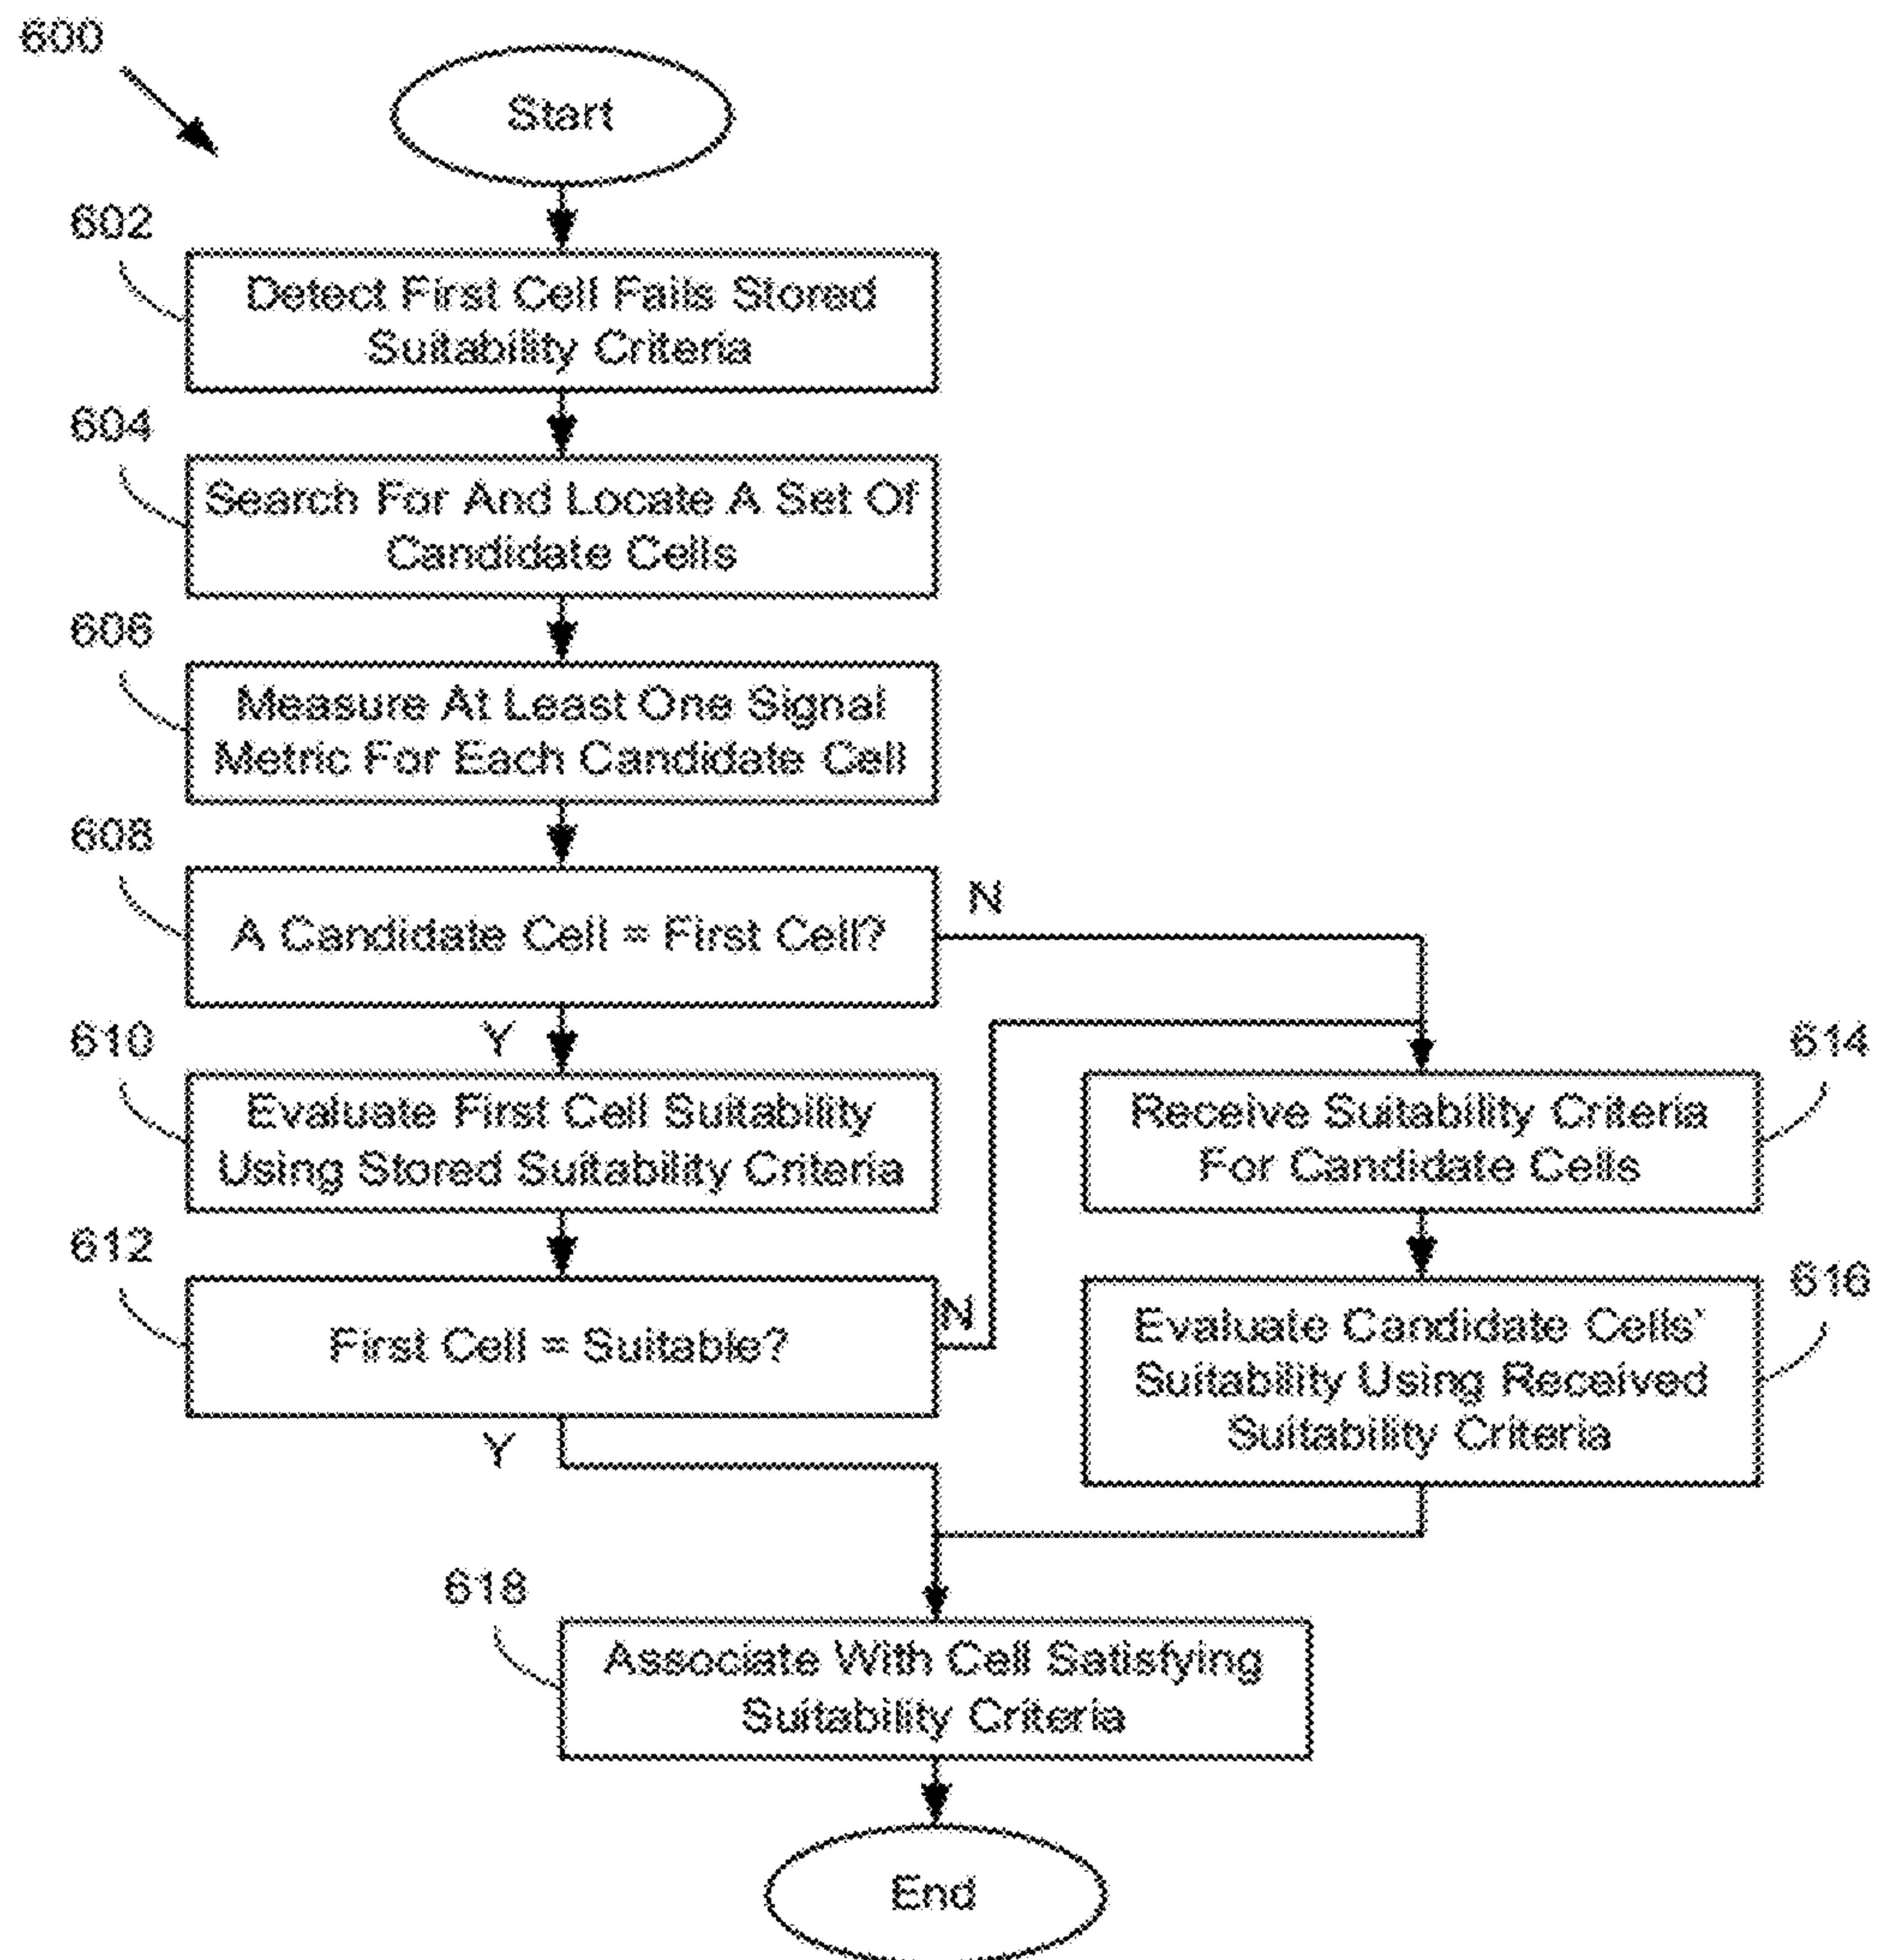 600
Start
602
Detect First Cell Fails Stored
Suitability Criteria
604
Search For And Locate A Set Of
Candidate Cells
606
Measure At Least One Signal
Metric For Each Candidate Cell
608
A Candidate Cell = First Cell?
N
Y
610
Evaluate First Cell Suitability
Using Stored Suitability Criteria
614
Receive Suitability Criteria
For Candidate Cells
612
First Cell = Suitable?
N
Y
616
Evaluate Candidate Cells'
Suitability Using Received
Suitability Criteria
618
Associate With Cell Satisfying
Suitability Criteria
End